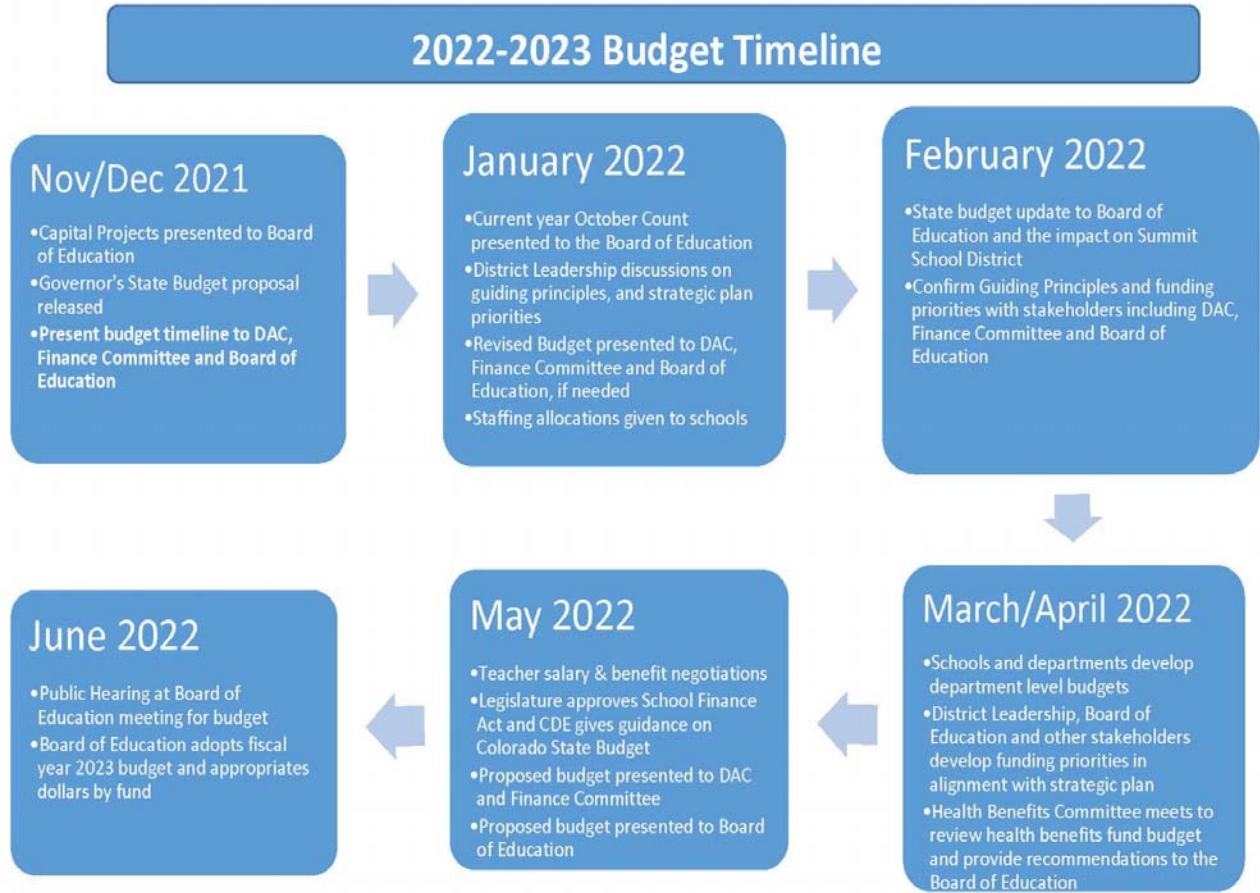 2022-2023 Budget Timeline
Nov/Dec 2021
•Capital Projects presented to Board
of Education
•Governor's State Budget proposal
released
•Present budget timeline to DAC,
Finance Committee and Board of
Education
January 2022
•Current year October Count
presented to the Board of Education
•District Leadership discussions on
guiding principles, and strategic plan
priorities
•Revised Budget presented to DAC,
Finance Committee and Board of
Education, if needed
•Staffing allocations given to schools
February 2022
•State budget update to Board of
Education and the impact on Summit
School District
•Confirm Guiding Principles and funding
priorities with stakeholders including DAC,
Finance Committee and Board of
Education
March/April 2022
•Schools and departments develop
department level budgets
•District Leadership, Board of
Education and other stakeholders
develop funding priorities in
alignment with strategic plan
•Health Benefits Committee meets to
review health benefits fund budget
and provide recommendations to the
Board of Education
May 2022
•Teacher salary & benefit negotiations
•Legislature approves School Finance
Act and CDE gives guidance on
Colorado State Budget
•Proposed budget presented to DAC
and Finance Committee
•Proposed budget presented to Board
of Education
June 2022
•Public Hearing at Board of
Education meeting for budget
•Board of Education adopts fiscal
year 2023 budget and appropriates
dollars by fund